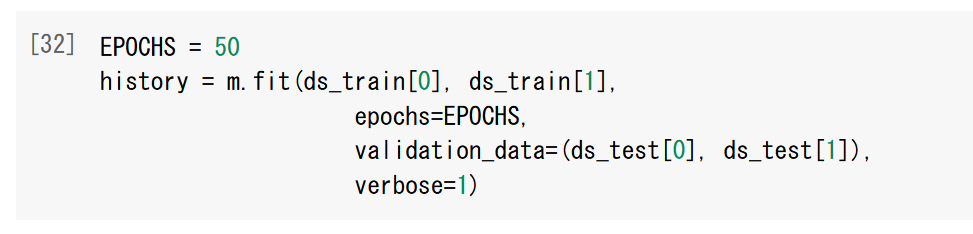 [32] EPOCHS = 50
history = m.fit(ds_train[0], ds_train[1],
epochs=EPOCHS,
validation_data=(ds_test[0], ds_test[1]),
verbose=1)